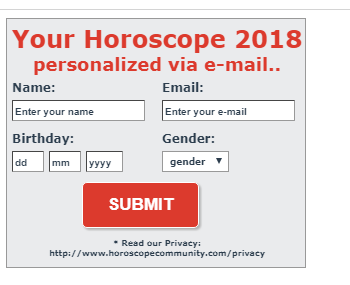 Your Horoscope 2018
personalized via e-mail..
Name: Email:
Enter your name Enter your e-mail
Birthday: Gender:
dd mm yyyy gender
SUBMIT
* Read our Privacy:
http://www.horoscopecommunity.com/privacy